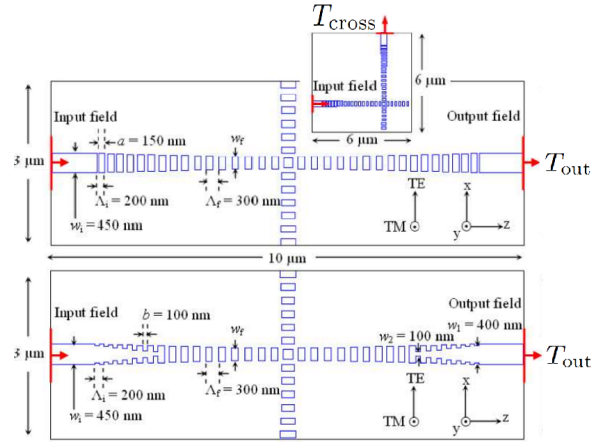 T_cross
Input field
6 μm
6 μm
Input field
Output field
a = 150 nm
w_f
3 μm
T_out
Λ_i = 200 nm
Λ_f = 300 nm
w_i = 450 nm
TE
TM
x
y
z
10 μm
Input field
Output field
b = 100 nm
w_f
w_2 = 100 nm
w_1 = 400 nm
3 μm
T_out
Λ_i = 200 nm
Λ_f = 300 nm
w_i = 450 nm
TE
TM
x
y
z